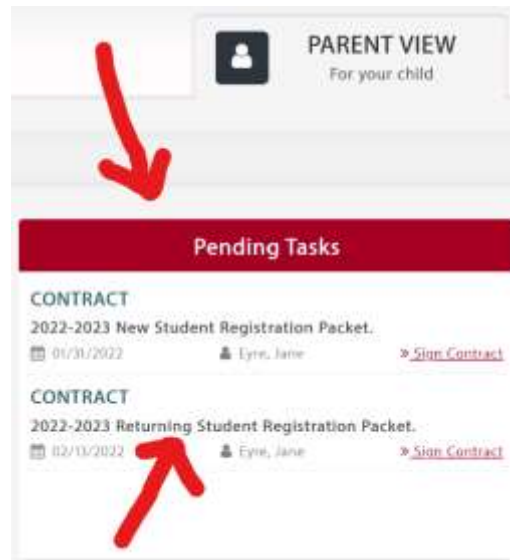 PARENT VIEW
For your child
Pending Tasks
CONTRACT
2022-2023 New Student Registration Packet.
01/31/2022 Eyre, Jane » Sign Contract
CONTRACT
2022-2023 Returning Student Registration Packet.
02/13/2022 Eyre, Jane » Sign Contract